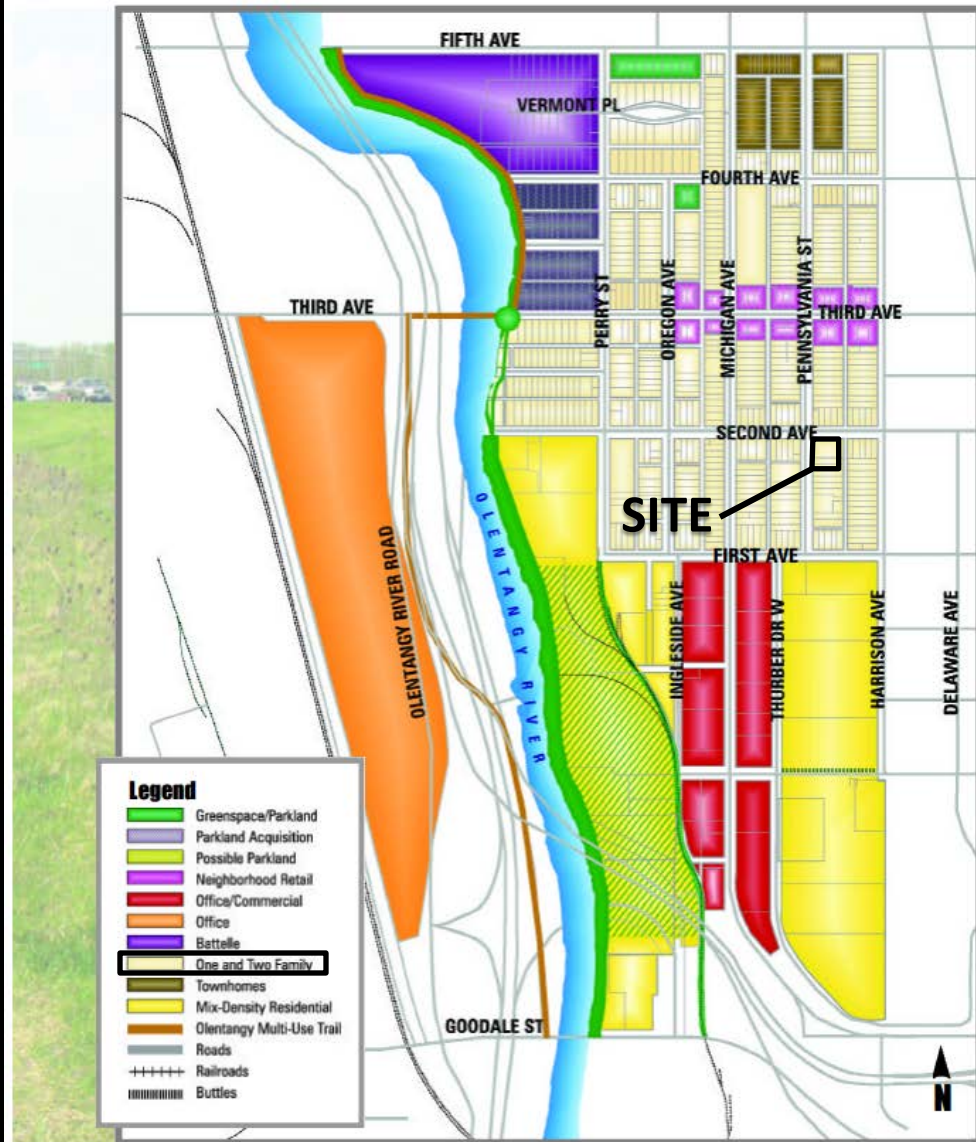 FIFTH AVE
VERMONT PL
FOURTH AVE
PERRY ST
OREGON AVE
MICHIGAN AVE
PENNSYLVANIA ST
THIRD AVE
THIRD AVE
SECOND AVE
SITE
FIRST AVE
OLENTANGY RIVER ROAD
OLENTANGY RIVER
INGLESIDE AVE
THURBER DR W
HARRISON AVE
DELAWARE AVE
GOODALE ST
N
Legend
Greenspace/Parkland
Parkland Acquisition
Possible Parkland
Neighborhood Retail
Office/Commercial
Office
Battelle
One and Two Family
Townhomes
Mix-Density Residential
Olentangy Multi-Use Trail
Roads
Railroads
Buttles